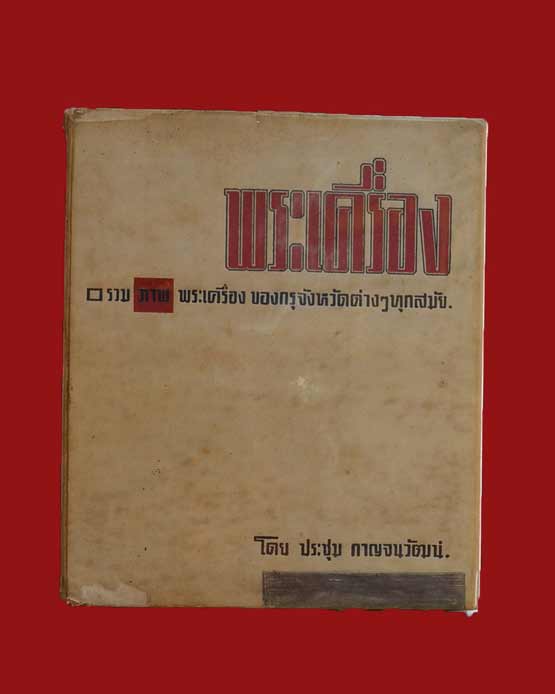 พระเครื่อง
รวม ภาพ พระเครื่อง ของกรุจังหวัดต่างๆทุกสมัย.
โดย ประชุม กาญจนวัฒน์.